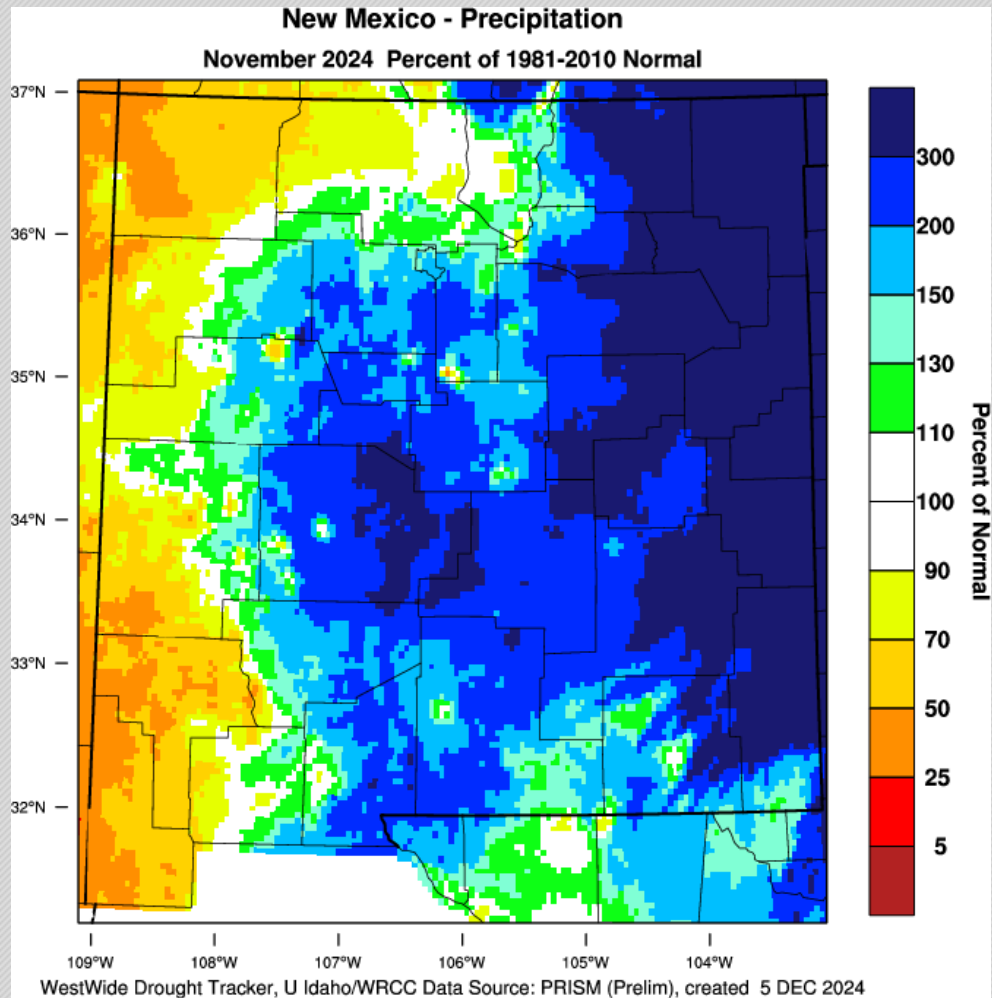 New Mexico - Precipitation
November 2024 Percent of 1981-2010 Normal
37°N
36°N
35°N
34°N
33°N
32°N
109°W
108°W
107°W
106°W
105°W
104°W
300
200
150
130
110
100
90
70
50
25
5
Percent of Normal
WestWide Drought Tracker, U Idaho/WRCC Data Source: PRISM (Prelim), created 5 DEC 2024